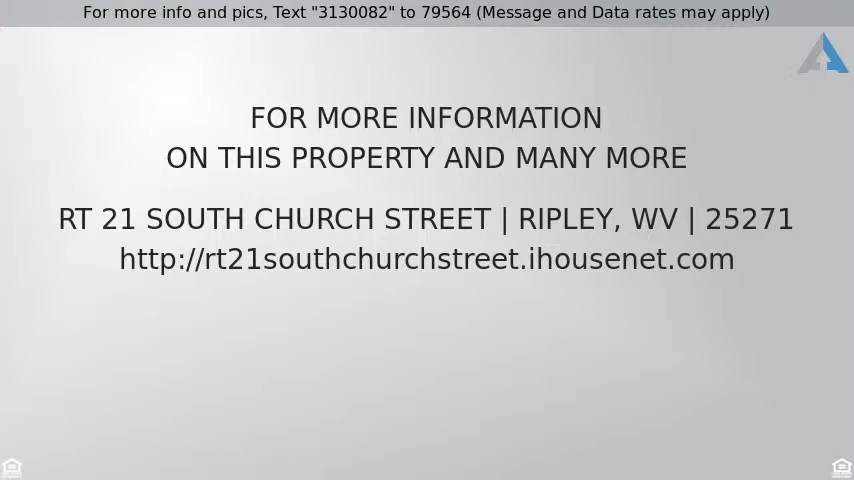 For more info and pics, Text "3130082" to 79564 (Message and Data rates may apply)
FOR MORE INFORMATION
ON THIS PROPERTY AND MANY MORE
RT 21 SOUTH CHURCH STREET | RIPLEY, WV | 25271
http://rt21southchurchstreet.ihousenet.com